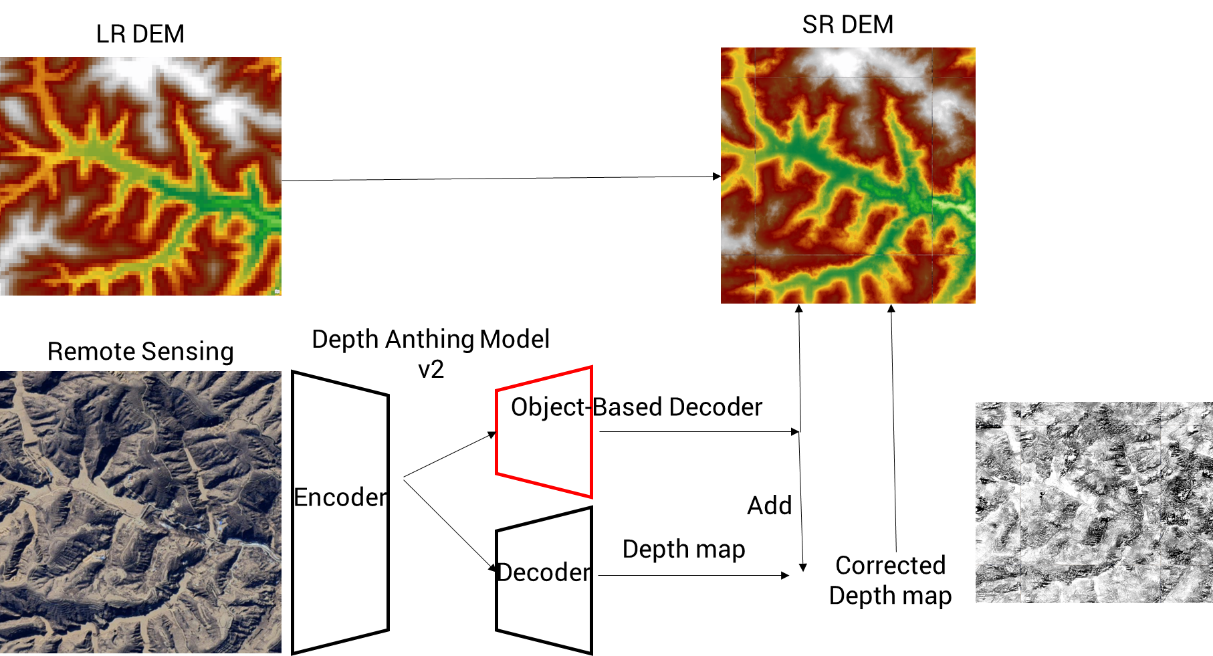 LR DEM
SR DEM
Remote Sensing
Depth Anthing Model
v2
Object-Based Decoder
Encoder
Add
Decoder
Depth map
Corrected
Depth map